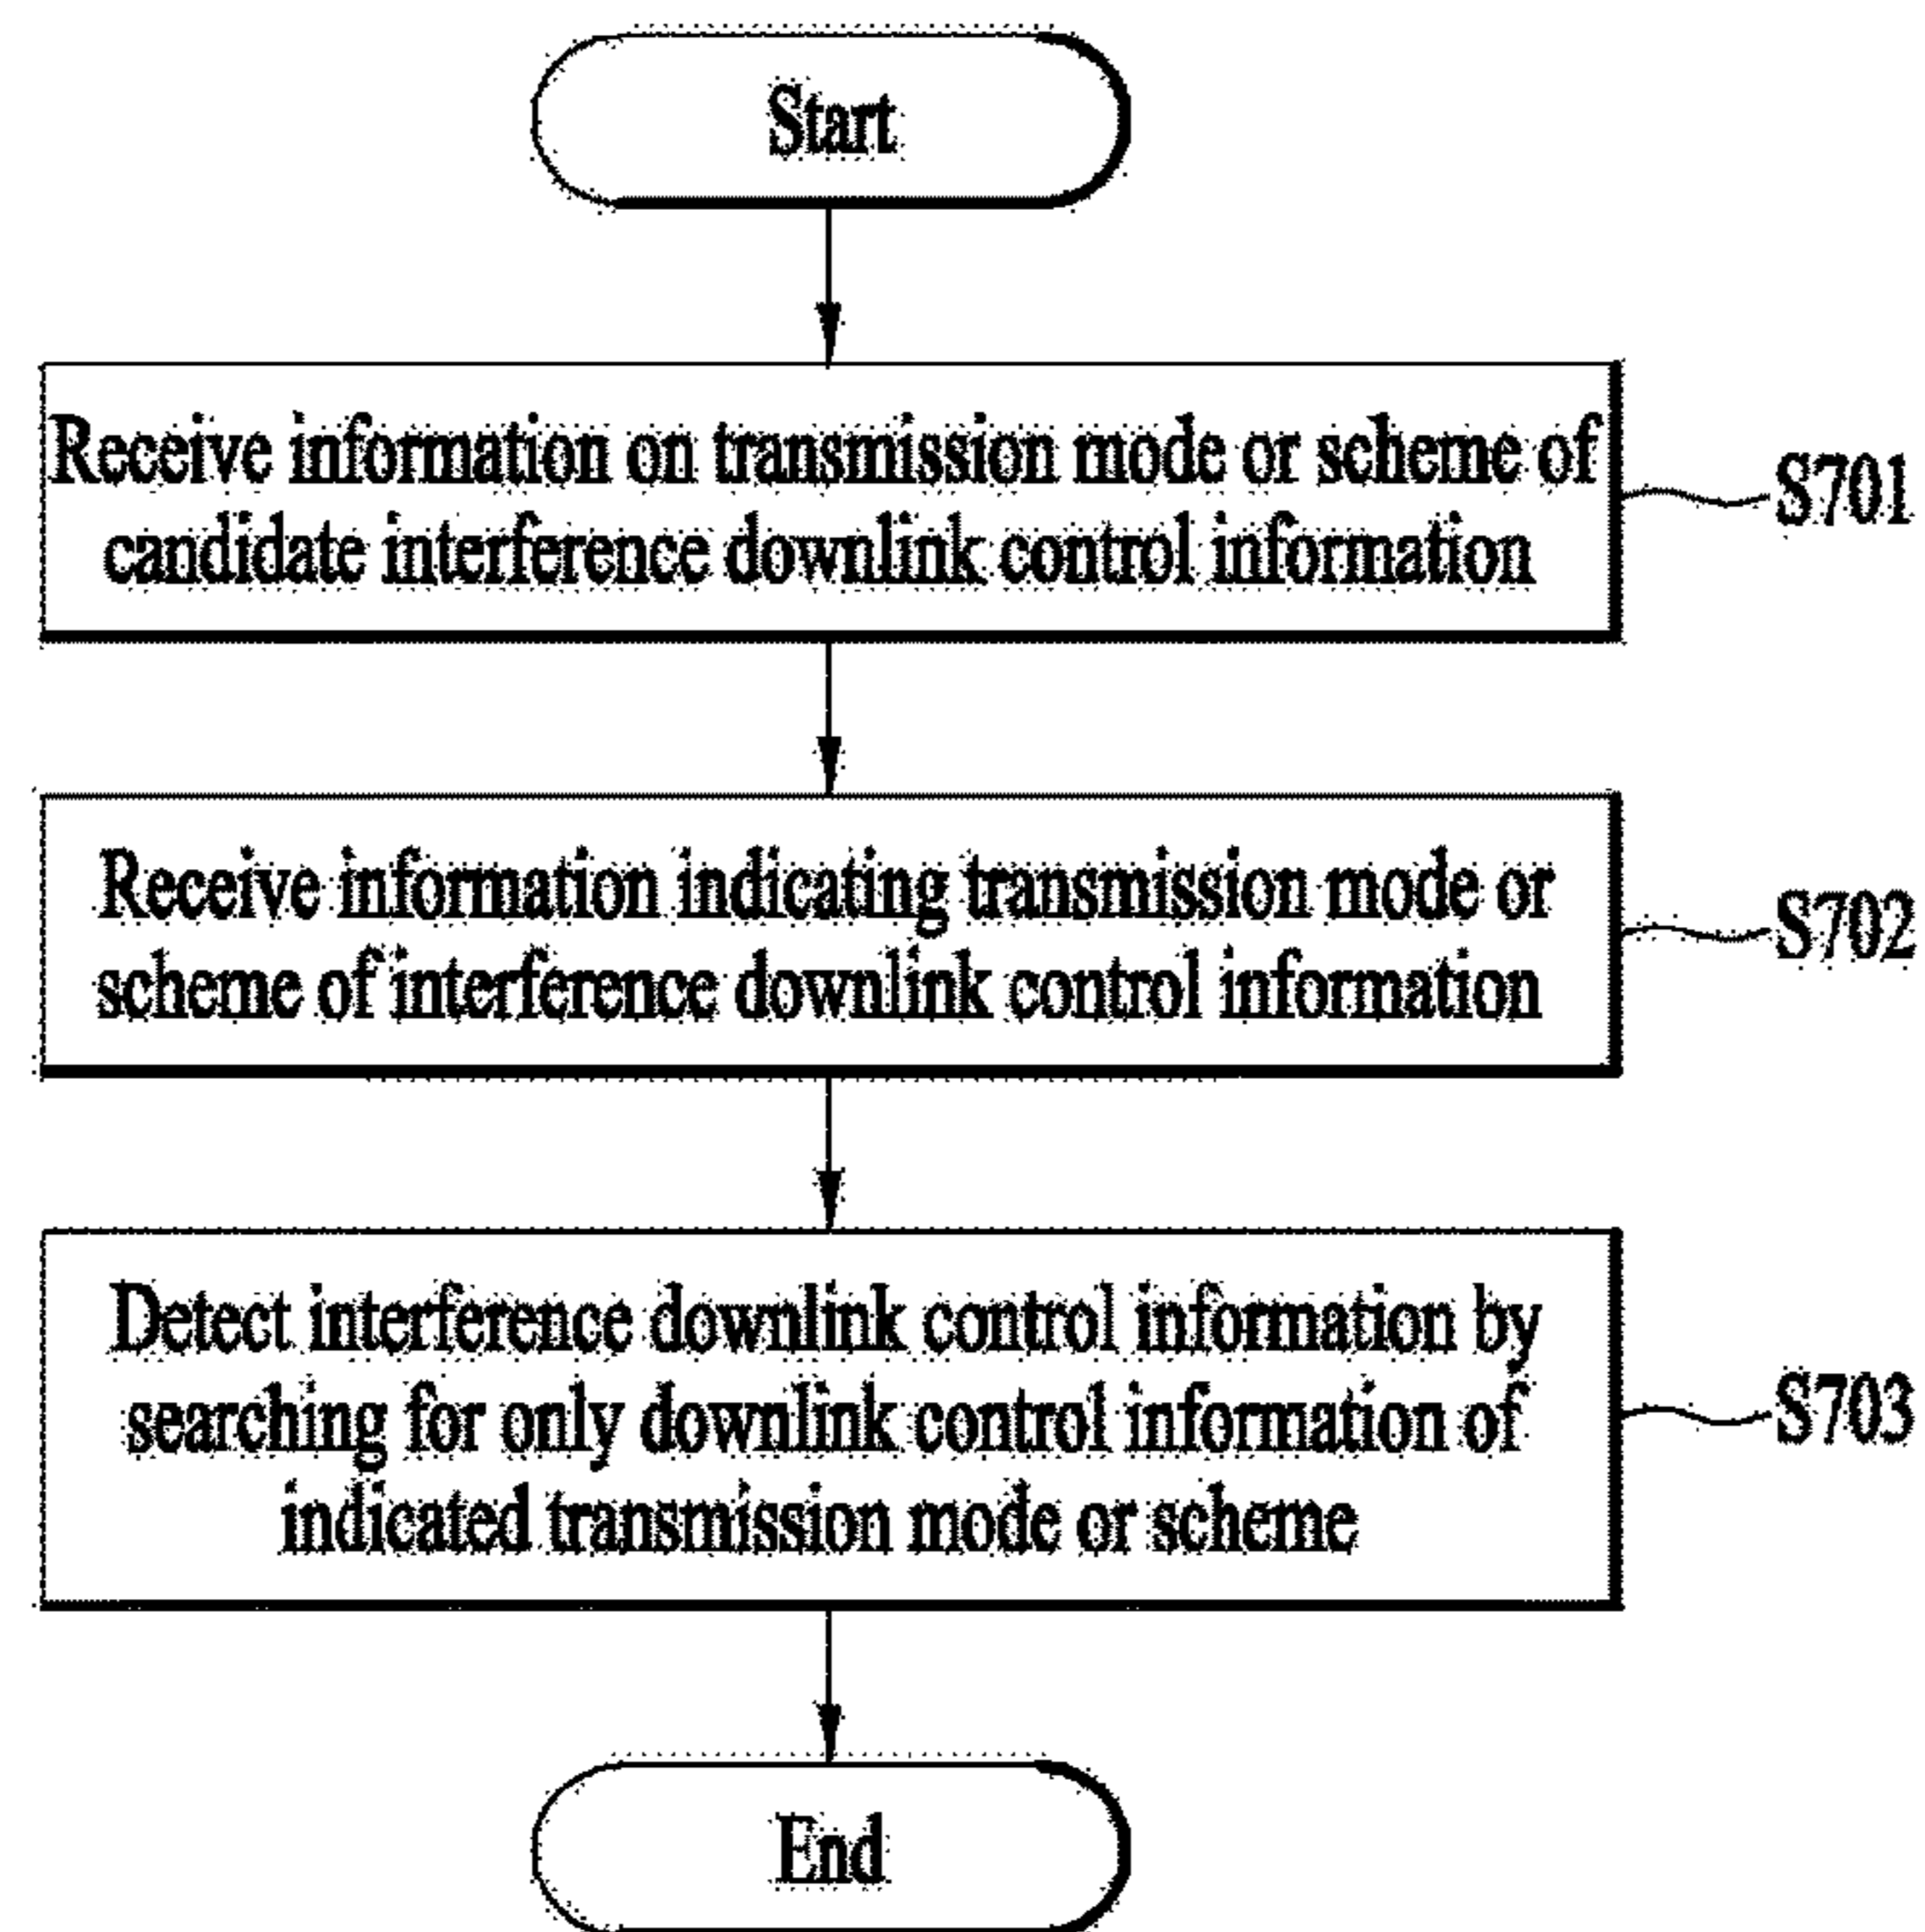 Start
Receive information on transmission mode or scheme of
candidate interference downlink control information
S701
Receive information indicating transmission mode or
scheme of interference downlink control information
S702
Detect interference downlink control information by
searching for only downlink control information of
indicated transmission mode or scheme
S703
End